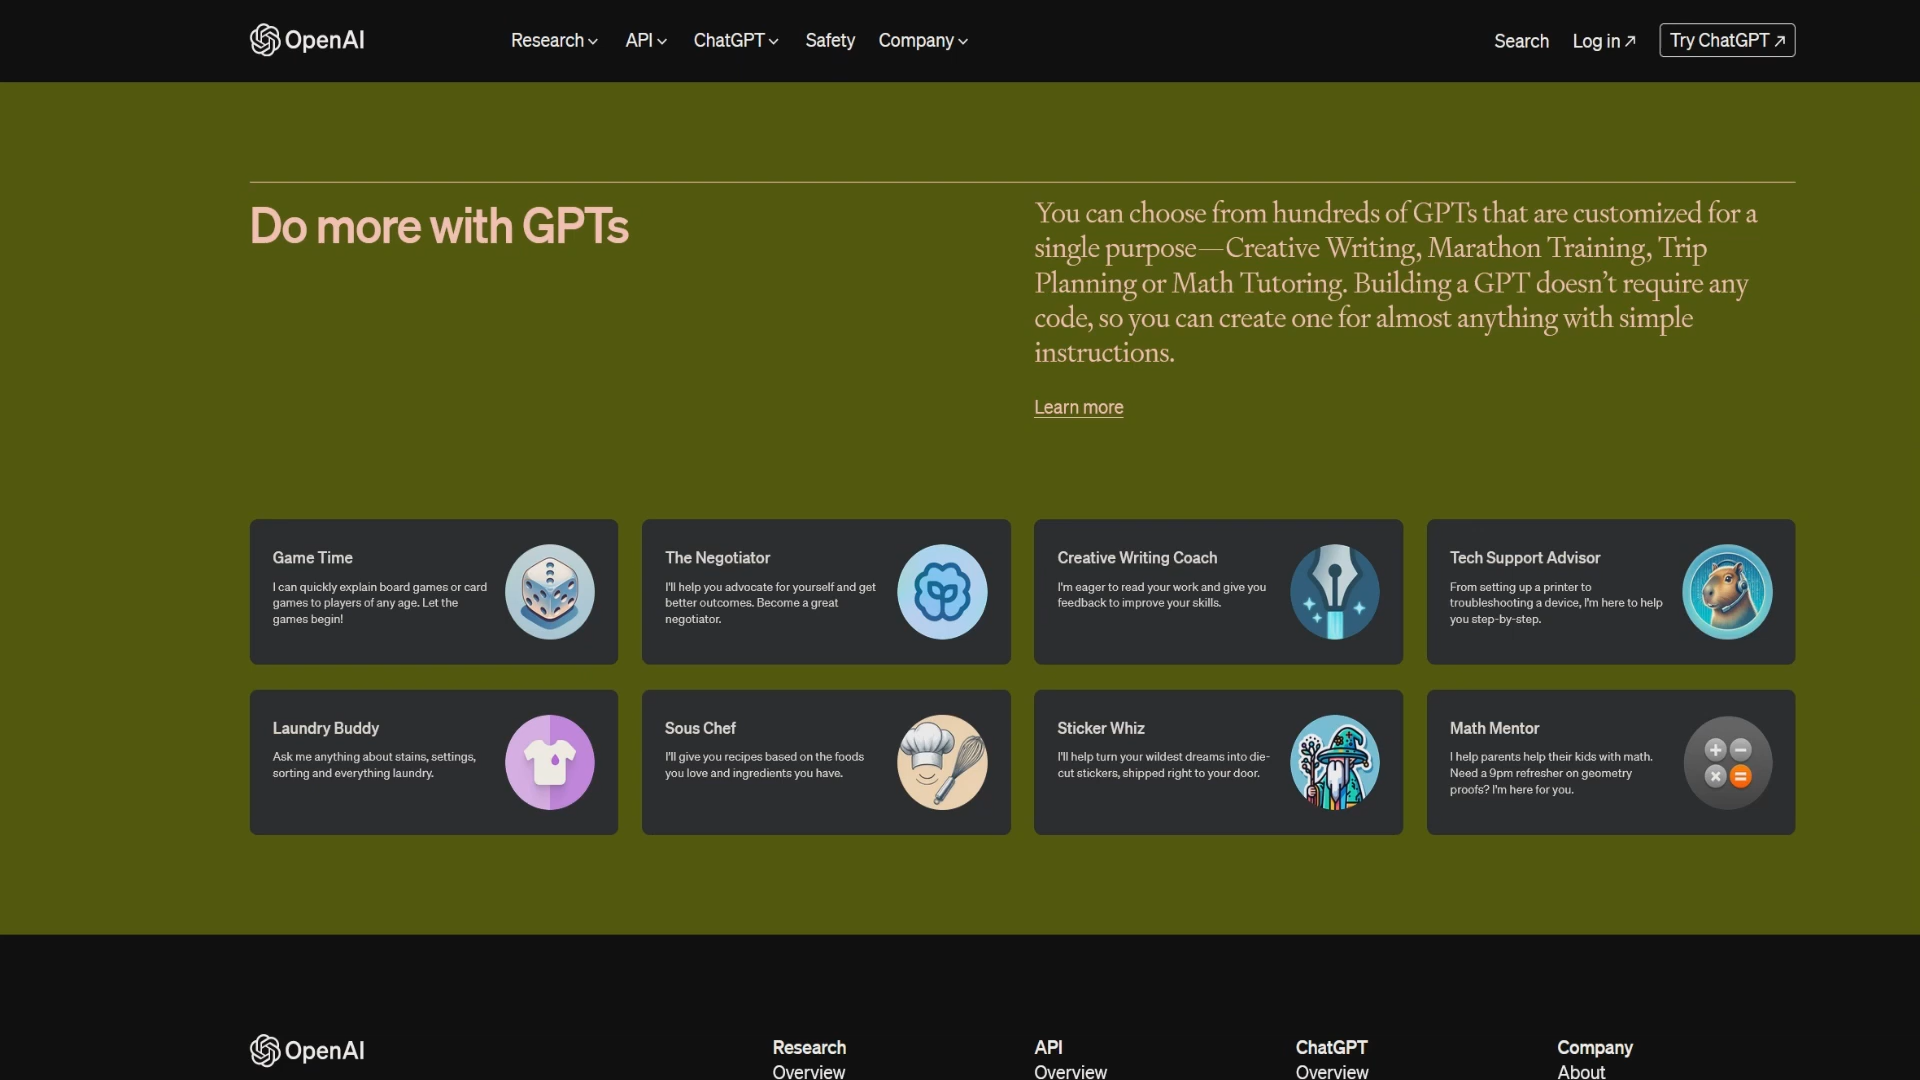 OpenAI
Research
API
ChatGPT
Safety
Company
Search
Log in
Try ChatGPT
Do more with GPTs
You can choose from hundreds of GPTs that are customized for a
single purpose—Creative Writing, Marathon Training, Trip
Planning or Math Tutoring. Building a GPT doesn’t require any
code, so you can create one for almost anything with simple
instructions.
Learn more
Game Time
I can quickly explain board games or card
games to players of any age. Let the
games begin!
The Negotiator
I'll help you advocate for yourself and get
better outcomes. Become a great
negotiator.
Creative Writing Coach
I'm eager to read your work and give you
feedback to improve your skills.
Tech Support Advisor
From setting up a printer to
troubleshooting a device, I'm here to help
you step-by-step.
Laundry Buddy
Ask me anything about stains, settings,
sorting and everything laundry.
Sous Chef
I'll give you recipes based on the foods
you love and ingredients you have.
Sticker Whiz
I'll help turn your wildest dreams into die-
cut stickers, shipped right to your door.
Math Mentor
I help parents help their kids with math.
Need a 9pm refresher on geometry
proofs? I'm here for you.
OpenAI
Research
Overview
API
Overview
ChatGPT
Overview
Company
About